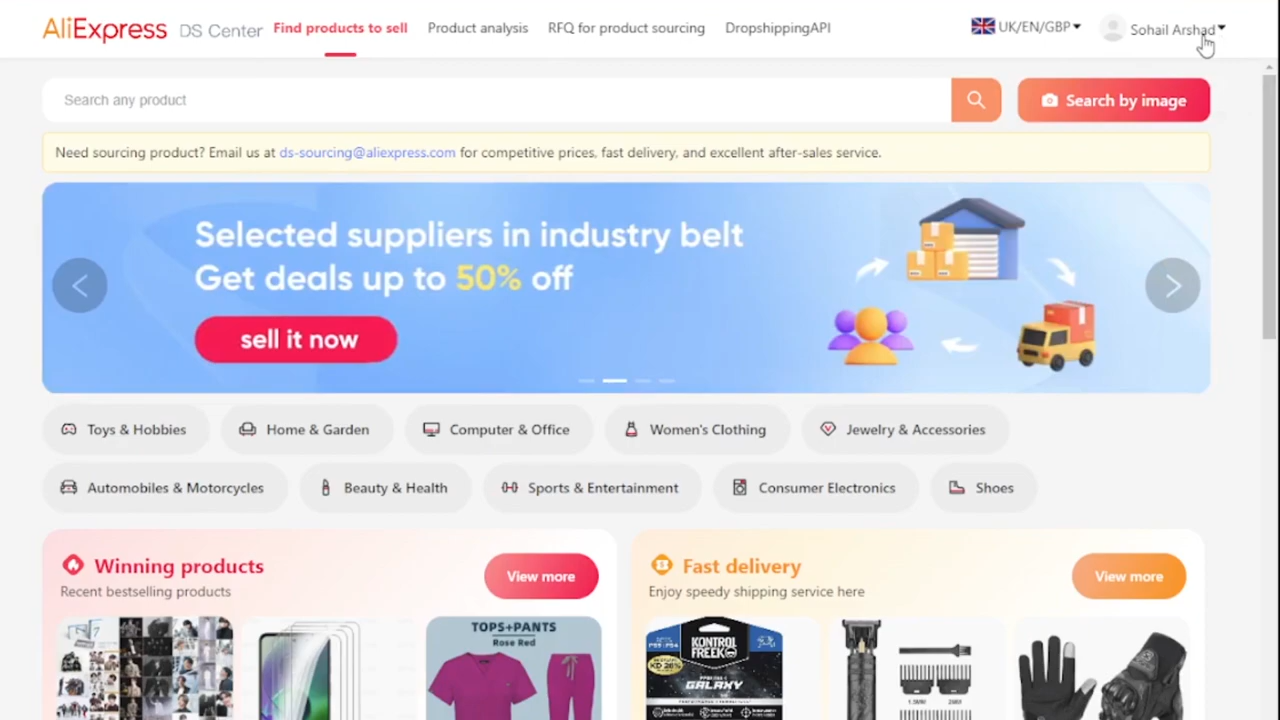 AliExpress DS Center Find products to sell Product analysis RFQ for product sourcing DropshippingAPI UK/EN/GBP Sohail Arshad
Search any product Search by image
Need sourcing product? Email us at ds-sourcing@aliexpress.com for competitive prices, fast delivery, and excellent after-sales service.
Selected suppliers in industry belt
Get deals up to 50% off
sell it now
Toys & Hobbies Home & Garden Computer & Office Women's Clothing Jewelry & Accessories
Automobiles & Motorcycles Beauty & Health Sports & Entertainment Consumer Electronics Shoes
Winning products View more
Recent bestselling products
Fast delivery View more
Enjoy speedy shipping service here
TOPS+PANTS
Rose Red
KONTROL
FREEK
GALAXY